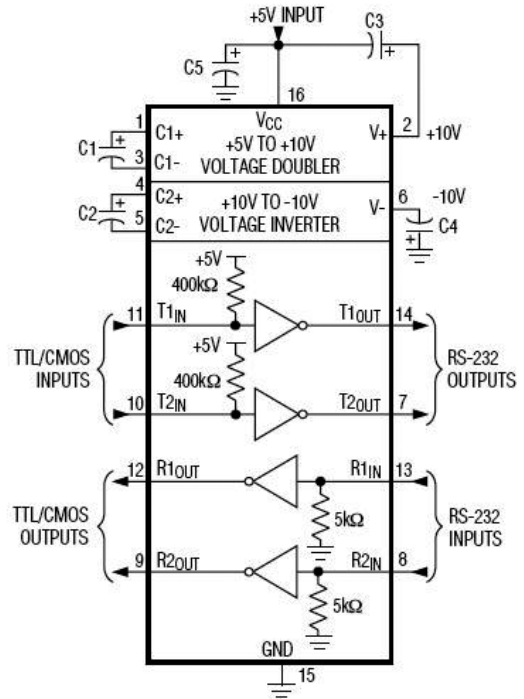 +5V INPUT
C3
+
C5
+
16
VCC
1
C1+
+5V TO +10V
V+
2
+10V
C1
+
3
C1-
VOLTAGE DOUBLER
4
C2+
+10V TO -10V
6
-10V
C2
+
5
C2-
VOLTAGE INVERTER
V-
C4
+
+5V
400kΩ
11
T1IN
T1OUT
14
TTL/CMOS
INPUTS
+5V
400kΩ
RS-232
OUTPUTS
10
T2IN
T2OUT
7
12
R1OUT
R1IN
13
TTL/CMOS
OUTPUTS
5kΩ
RS-232
INPUTS
9
R2OUT
R2IN
8
5kΩ
GND
15